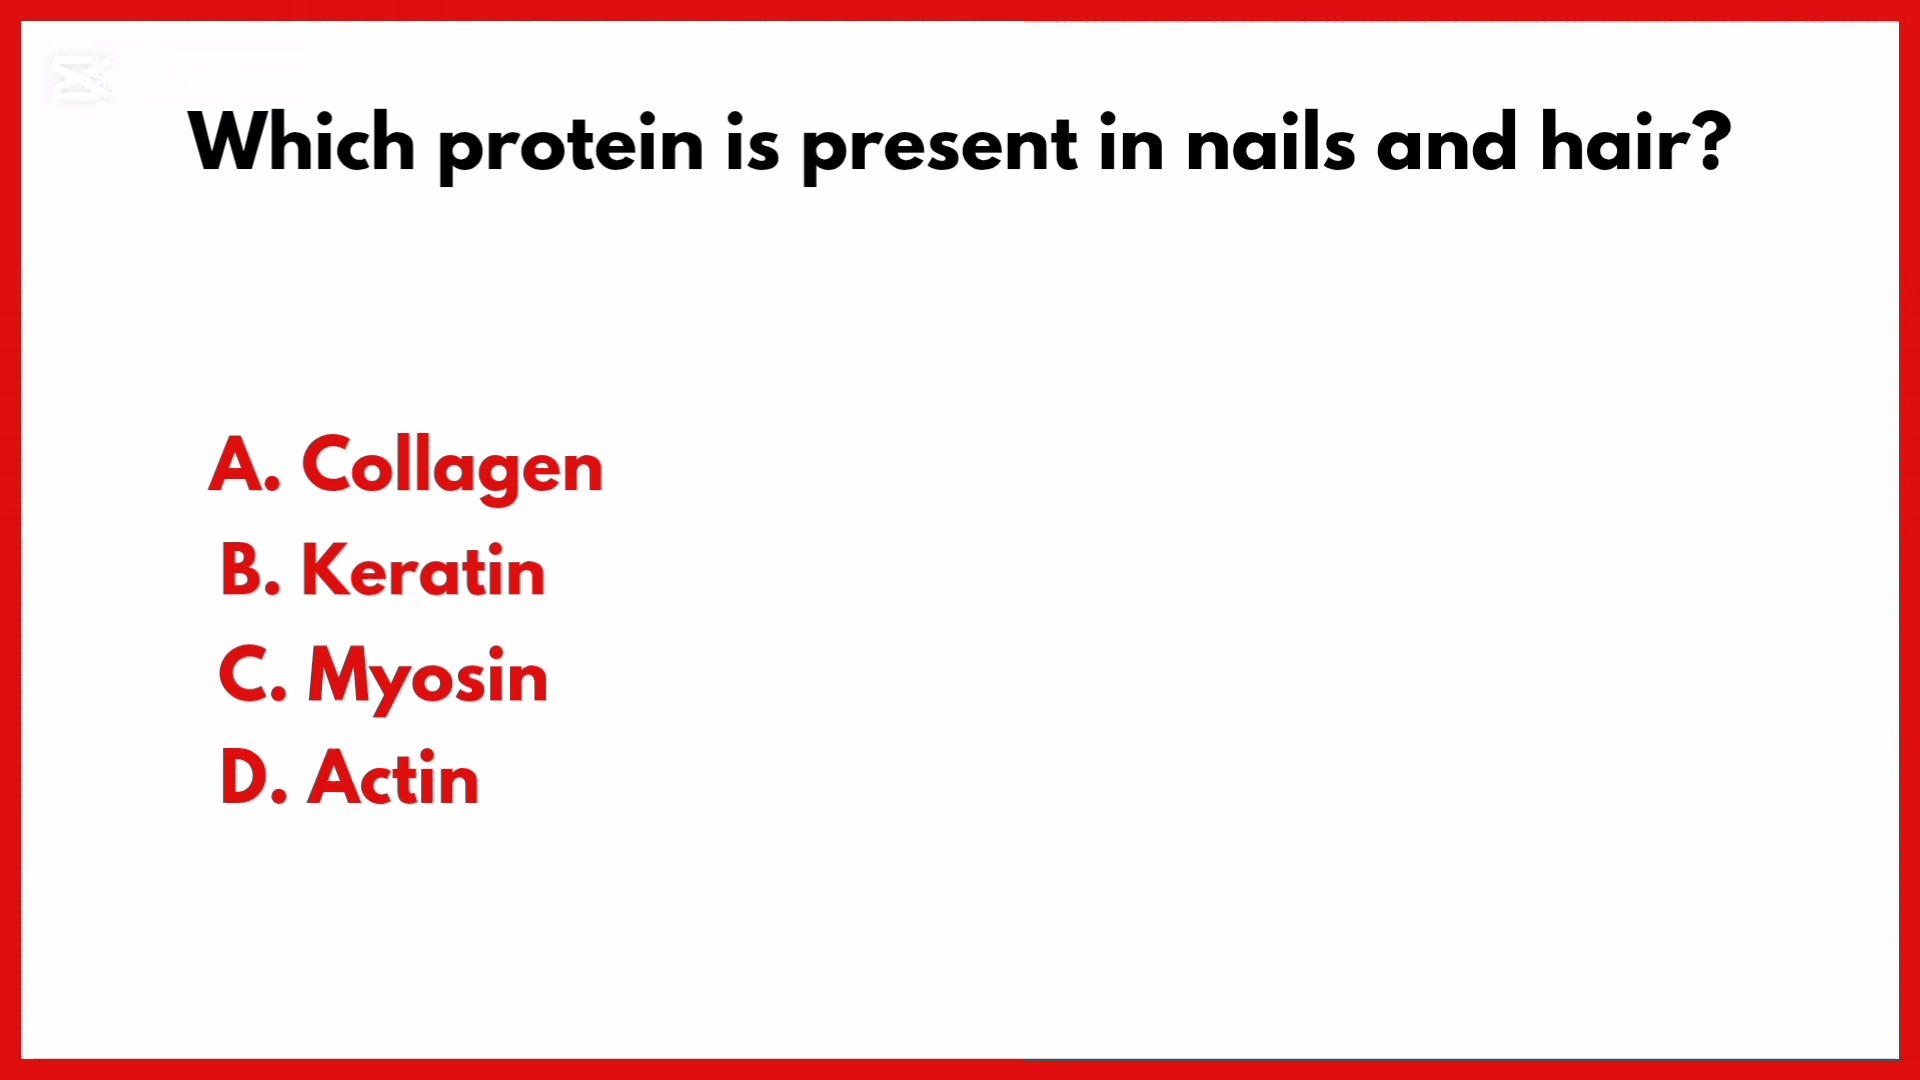 Which protein is present in nails and hair?
A. Collagen
B. Keratin
C. Myosin
D. Actin